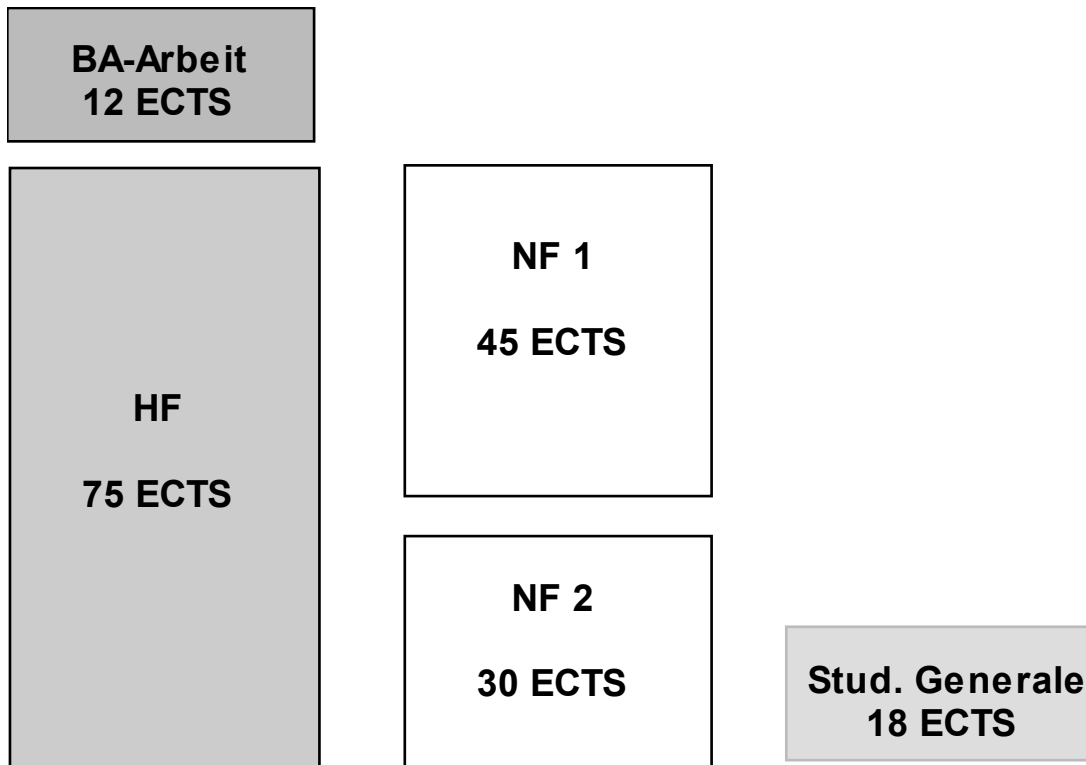 BA-Arbeit
12 ECTS
HF
75 ECTS
NF 1
45 ECTS
NF 2
30 ECTS
Stud. Generale
18 ECTS